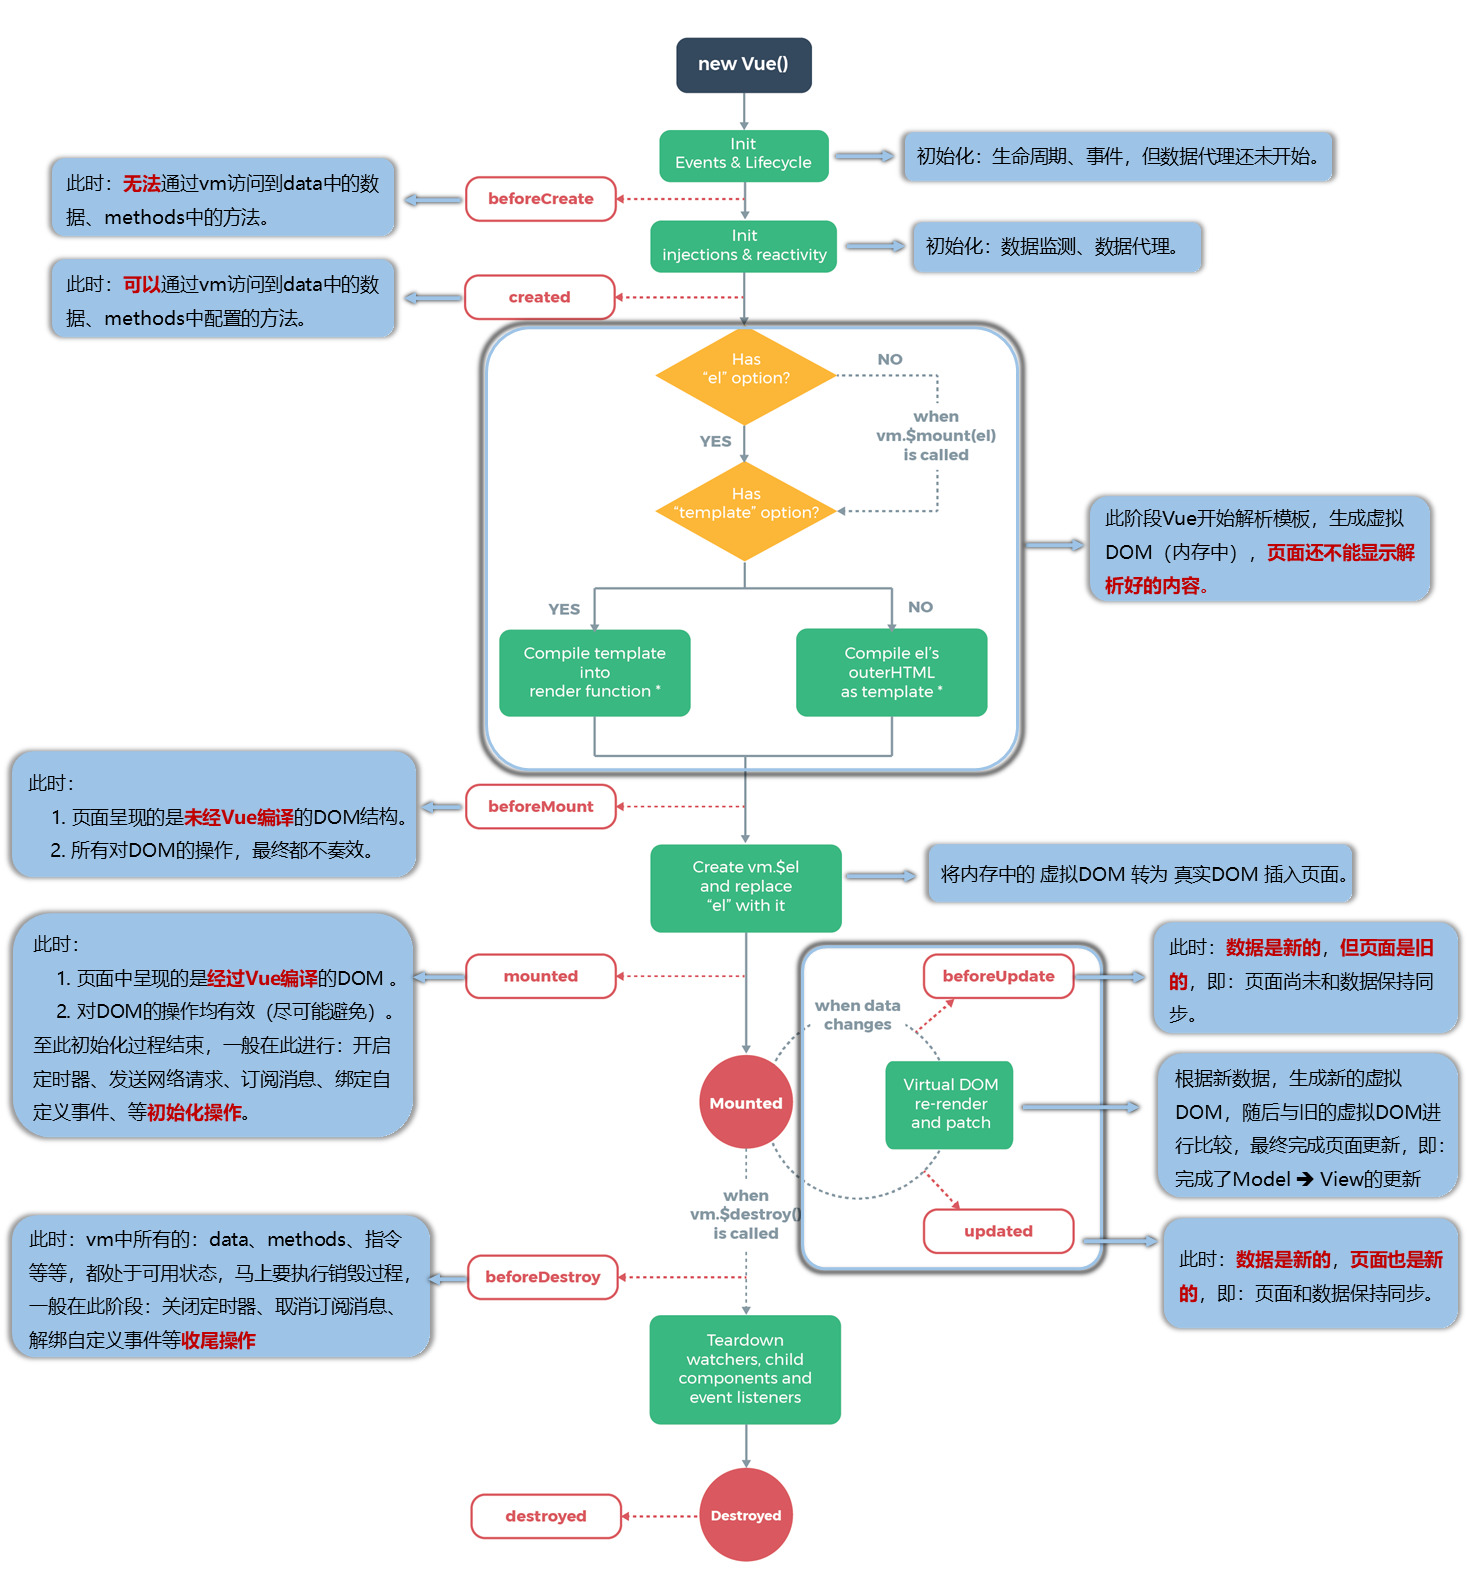 new Vue()
Init
Events & Lifecycle
初始化：生命周期、事件，但数据代理还未开始。
此时：无法通过vm访问到data中的数
据、methods中的方法。
beforeCreate
Init
injections & reactivity
初始化：数据监测、数据代理。
此时：可以通过vm访问到data中的数
据、methods中配置的方法。
created
Has
“el” option?
NO
when
vm.$mount(el)
is called
YES
Has
“template” option?
此阶段Vue开始解析模板，生成虚拟
DOM（内存中），页面还不能显示解
析好的内容。
YES
NO
Compile template
into
render function *
Compile el’s
outerHTML
as template *
此时：
1. 页面呈现的是未经Vue编译的DOM结构。
2. 所有对DOM的操作，最终都不奏效。
beforeMount
Create vm.$el
and replace
“el” with it
将内存中的 虚拟DOM 转为 真实DOM 插入页面。
此时：
1. 页面中呈现的是经过Vue编译的DOM 。
2. 对DOM的操作均有效（尽可能避免）。
至此初始化过程结束，一般在此进行：开启
定时器、发送网络请求、订阅消息、绑定自
定义事件、等初始化操作。
mounted
beforeUpdate
此时：数据是新的，但页面是旧
的，即：页面尚未和数据保持同
步。
when data
changes
Mounted
Virtual DOM
re-render
and patch
根据新数据，生成新的虚拟
DOM，随后与旧的虚拟DOM进
行比较，最终完成页面更新，即：
完成了Model ➔ View的更新
when
vm.$destroy()
is called
updated
此时：数据是新的，页面也是新
的，即：页面和数据保持同步。
此时：vm中所有的：data、methods、指令
等等，都处于可用状态，马上要执行销毁过程，
一般在此阶段：关闭定时器、取消订阅消息、
解绑自定义事件等收尾操作
beforeDestroy
Teardown
watchers, child
components and
event listeners
destroyed
Destroyed